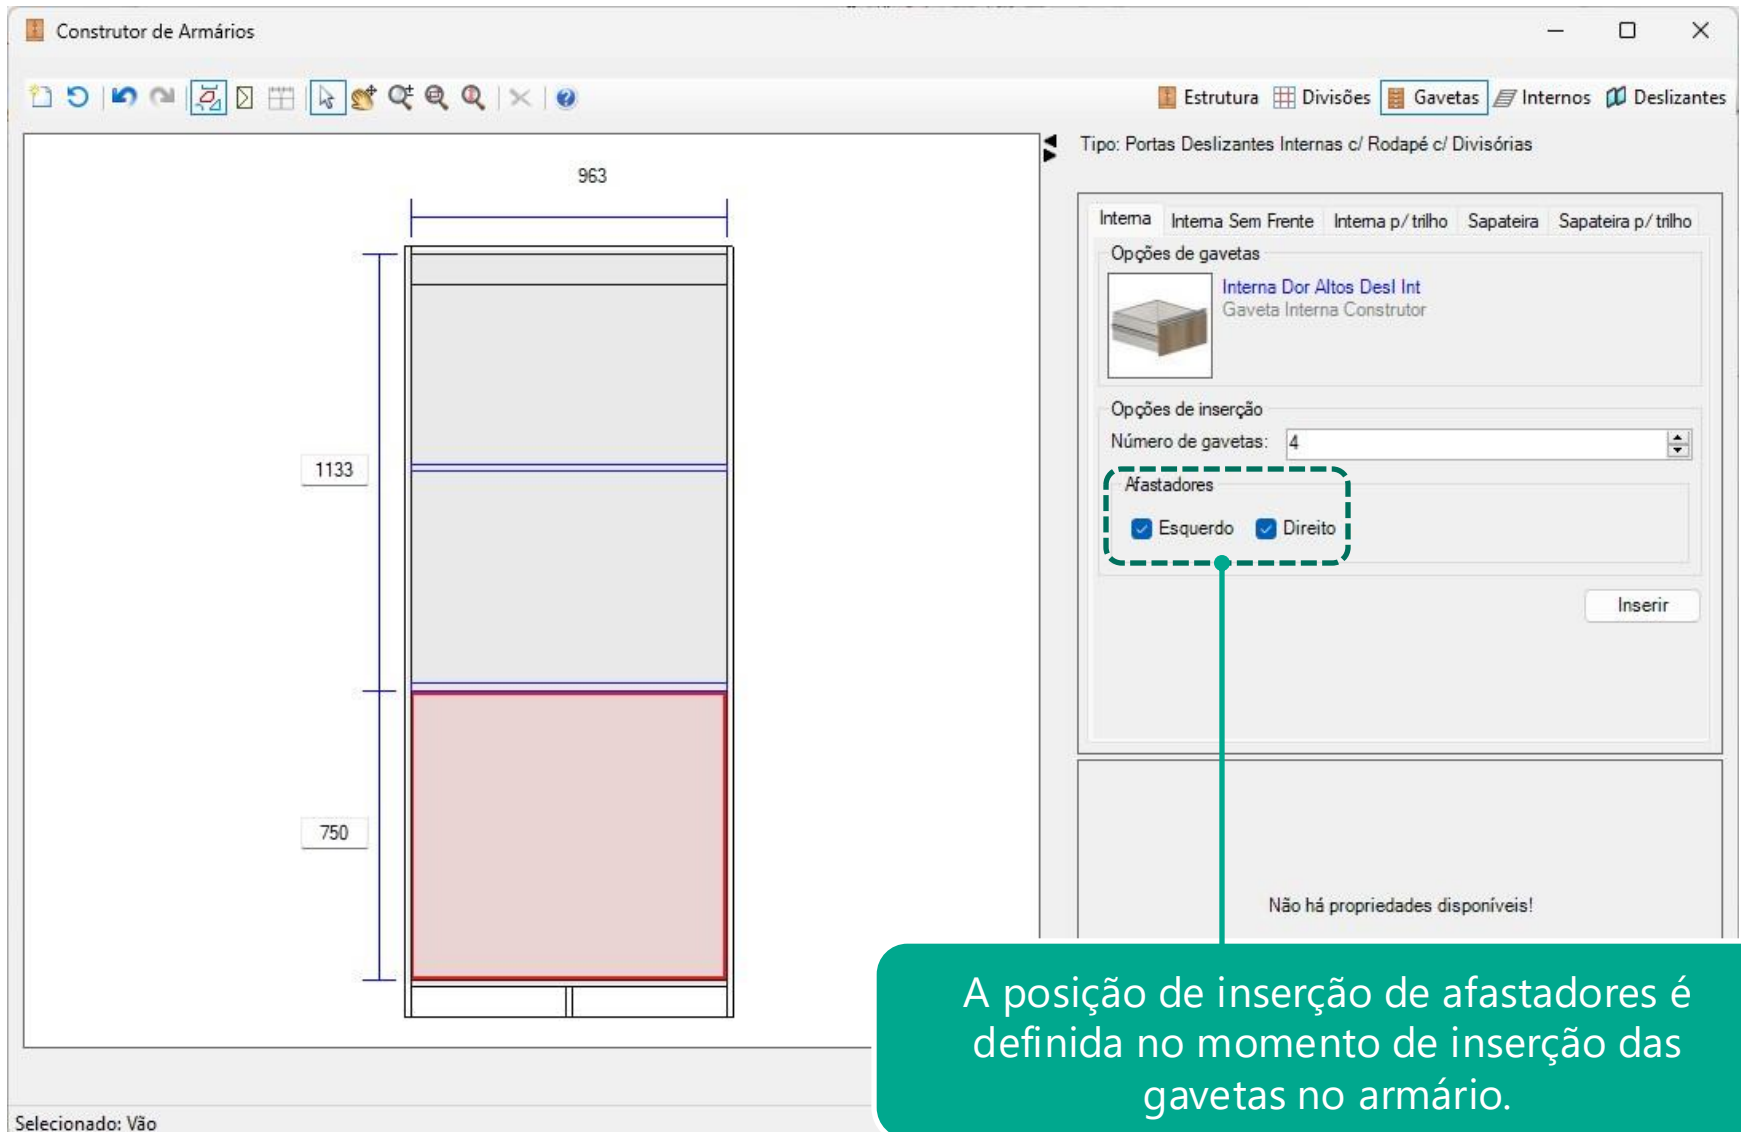 Construtor de Armários
Estrutura Divisões Gavetas Internos Deslizantes
Tipo: Portas Deslizantes Internas c/ Rodapé c/ Divisórias
963
1133
750
Interna Interna Sem Frente Interna p/ trilho Sapateira Sapateira p/ trilho
Opções de gavetas
Interna Dor Altos Desl Int
Gaveta Interna Construtor
Opções de inserção
Número de gavetas: 4
Afastadores
Esquerdo Direito
Inserir
Não há propriedades disponíveis!
A posição de inserção de afastadores é
definida no momento de inserção das
gavetas no armário.
Selecionado: Vão